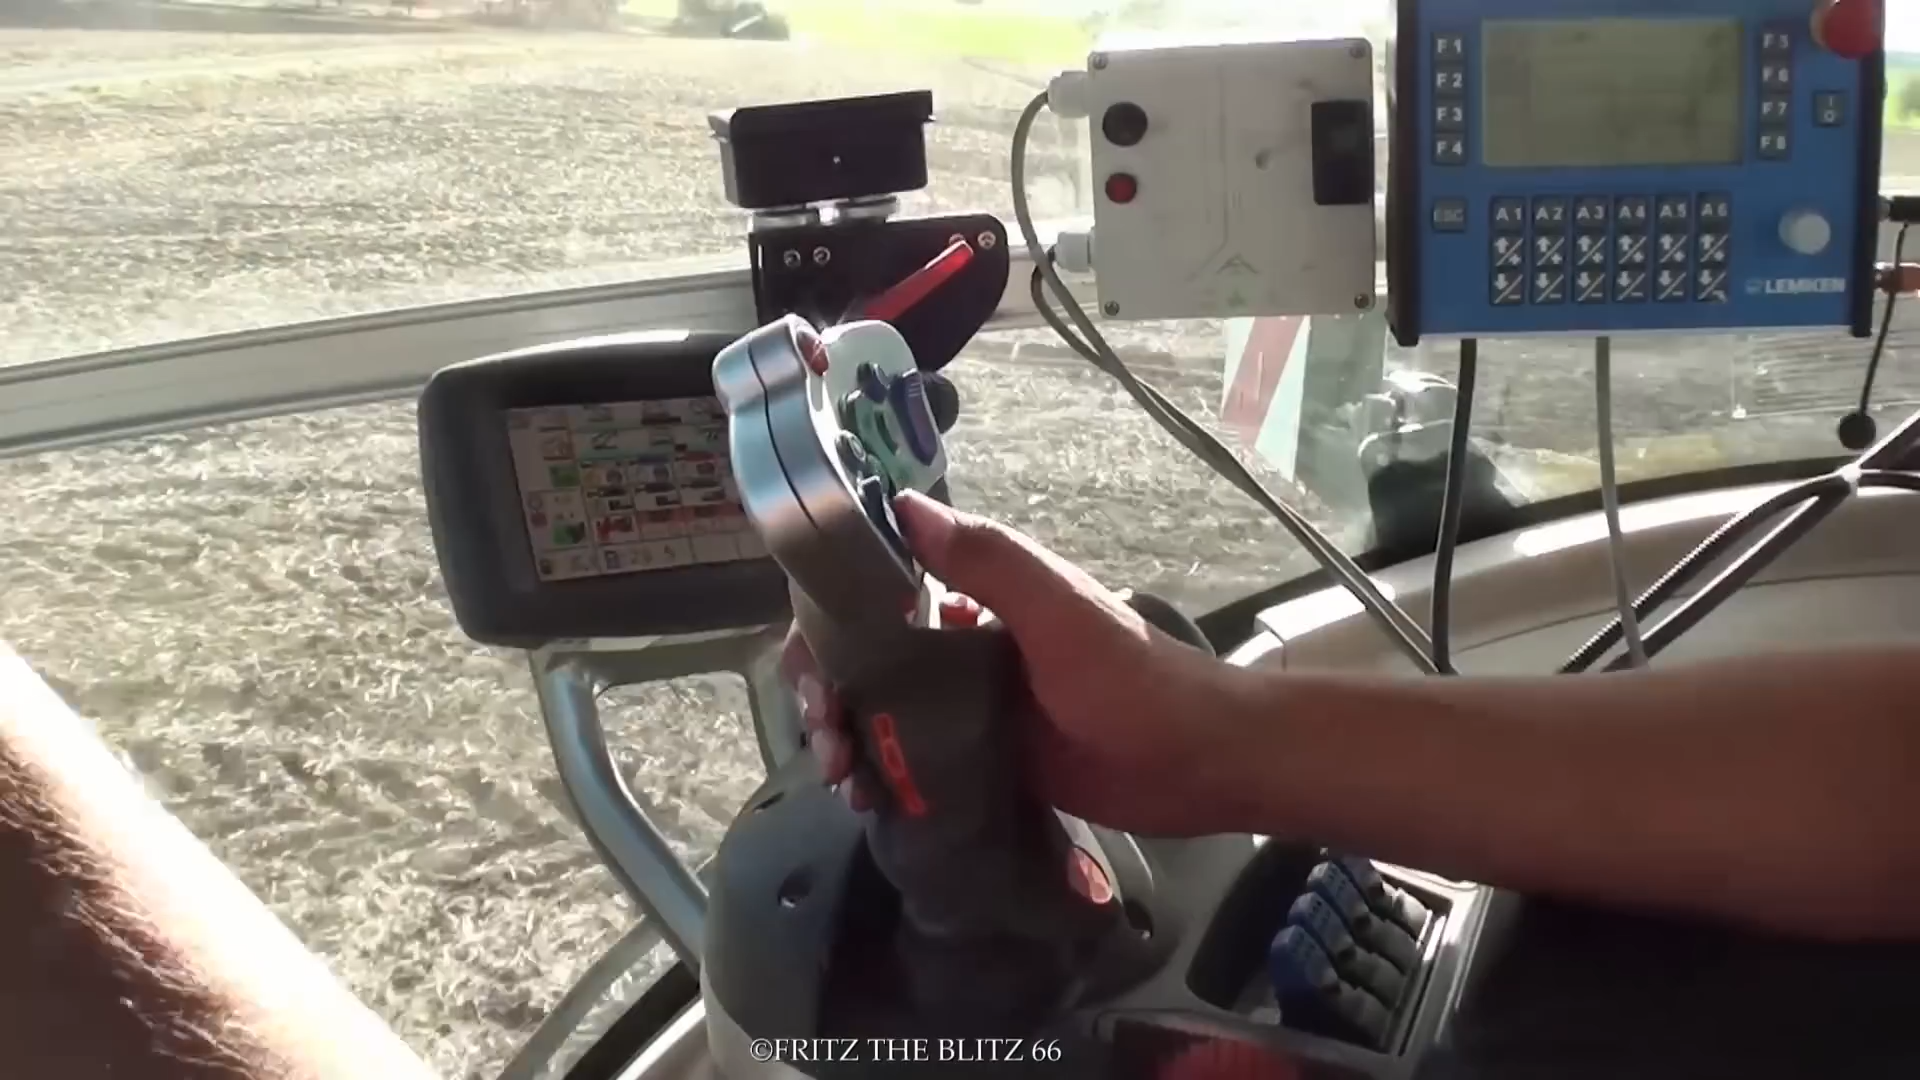 F1
F2
F3
F4
F5
F6
F7
F8
I
O
ESC
A1 A2 A3 A4 A5 A6
LEMKEN
©FRITZ THE BLITZ 66